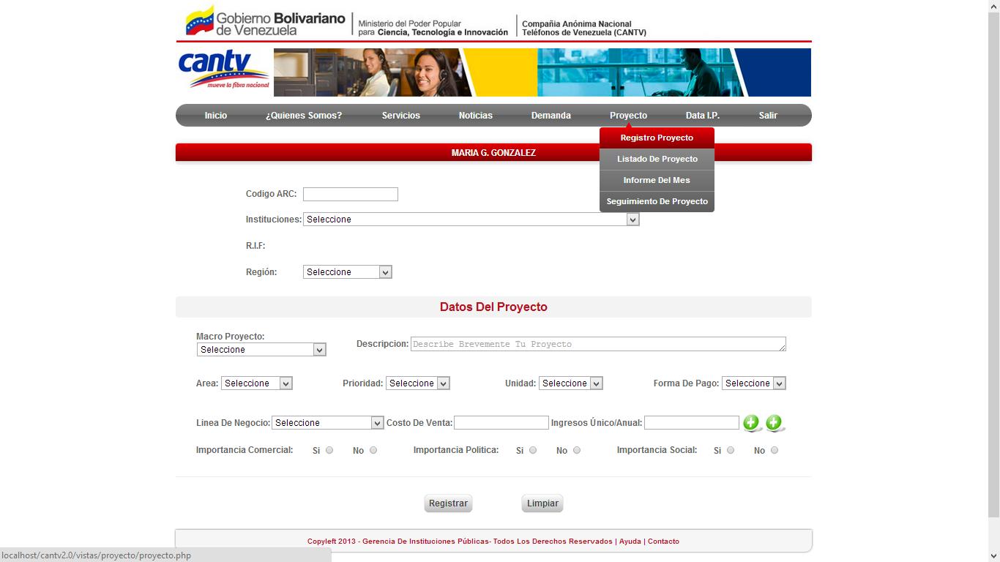 Gobierno Bolivariano
de Venezuela
Ministerio del Poder Popular
para Ciencia, Tecnología e Innovación
Compañia Anónima Nacional
Teléfonos de Venezuela (CANTV)
cantv
mueve la fibra nacional
Inicio ¿Quienes Somos? Servicios Noticias Demanda Proyecto Data I.P. Salir
Registro Proyecto
Listado De Proyecto
Informe Del Mes
Seguimiento De Proyecto
MARIA G. GONZALEZ
Codigo ARC:
Instituciones: Seleccione
R.I.F:
Región: Seleccione
Datos Del Proyecto
Macro Proyecto:
Seleccione
Descripcion: Describe Brevemente Tu Proyecto
Area: Seleccione Prioridad: Seleccione Unidad: Seleccione Forma De Pago: Seleccione
Linea De Negocio: Seleccione Costo De Venta: Ingresos Único/Anual:
Importancia Comercial: Si No Importancia Politica: Si No Importancia Social: Si No
Registrar Limpiar
Copyleft 2013 - Gerencia De Instituciones Públicas- Todos Los Derechos Reservados | Ayuda | Contacto
localhost/cantv2.0/vistas/proyecto/proyecto.php